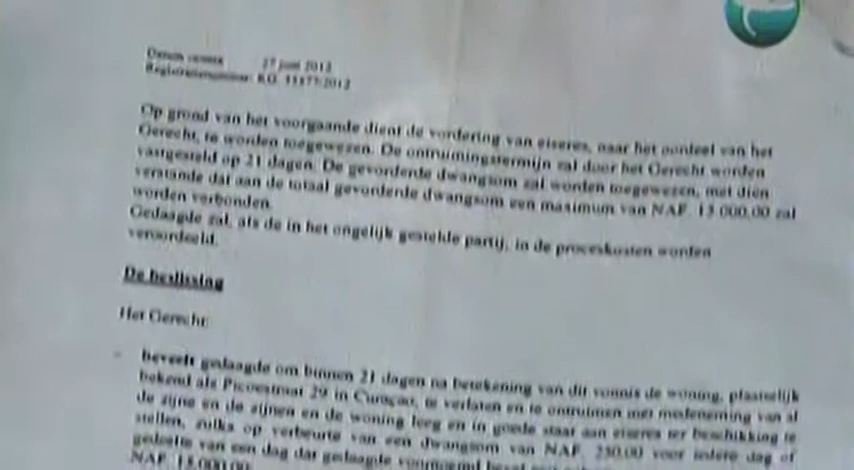 Datum vonnis 27 juni 2012
Registratienummer: K.G. 2012
Op grond van het voorgaande dient de vordering van eiseres, naar het oordeel van het
Gerecht, te worden toegewezen. De ontruimingstermijn zal door het Gerecht worden
vastgesteld op 21 dagen. De gevorderde dwangsom zal worden toegewezen, met dien
verstande dat aan de totaal gevorderde dwangsom een maximum van NAF. 15.000,00 zal
worden verbonden.
Gedaagde zal, als de in het ongelijk gestelde partij, in de proceskosten worden
veroordeeld.
De beslissing
Het Gerecht:
- beveelt gedaagde om binnen 21 dagen na betekening van dit vonnis de woning, plaatselijk
bekend als Picoestraat 29 in Curaçao, te verlaten en te ontruimen met medeneming van al
de zijne en de zijnen en de woning leeg en in goede staat aan eiseres ter beschikking te
stellen, zulks op verbeurte van een dwangsom van NAF. 250,00 voor iedere dag of
gedeelte van een dag dat gedaagde voormeend bevel
NAF. 15.000,00